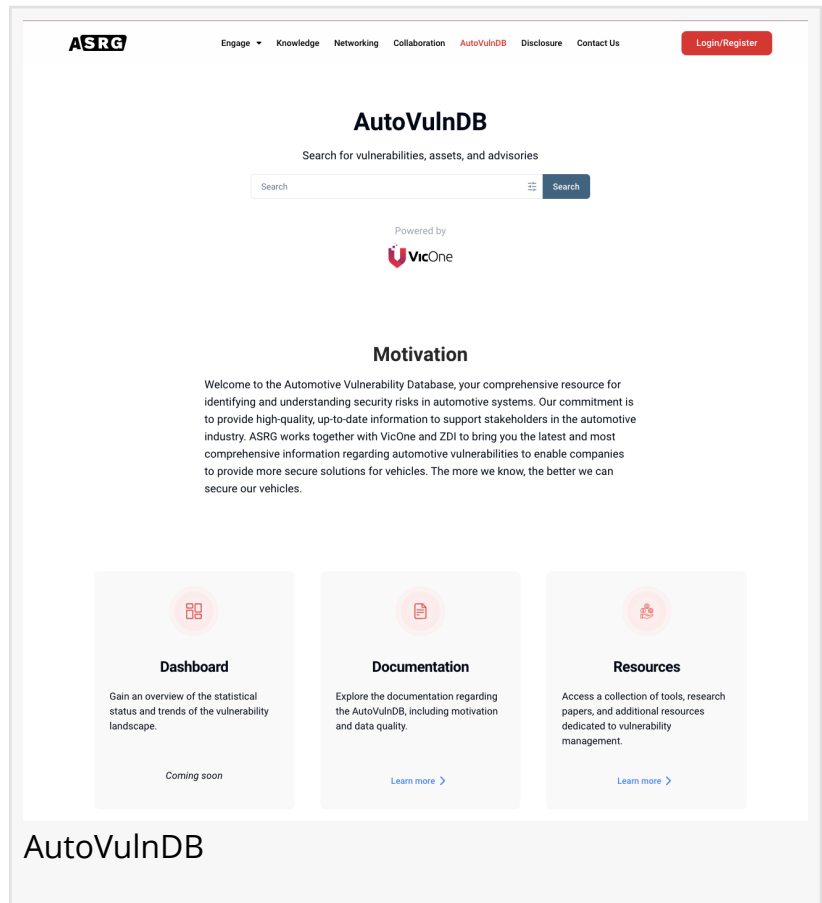 ASRG
Engage Knowledge Networking Collaboration AutoVulnDB Disclosure Contact Us Login/Register
AutoVulnDB
Search for vulnerabilities, assets, and advisories
Search Search
Powered by
VicOne
Motivation
Welcome to the Automotive Vulnerability Database, your comprehensive resource for
identifying and understanding security risks in automotive systems. Our commitment is
to provide high-quality, up-to-date information to support stakeholders in the automotive
industry. ASRG works together with VicOne and ZDI to bring you the latest and most
comprehensive information regarding automotive vulnerabilities to enable companies
to provide more secure solutions for vehicles. The more we know, the better we can
secure our vehicles.
Dashboard
Gain an overview of the statistical
status and trends of the vulnerability
landscape.
Coming soon
Documentation
Explore the documentation regarding
the AutoVulnDB, including motivation
and data quality.
Learn more
Resources
Access a collection of tools, research
papers, and additional resources
dedicated to vulnerability
management.
Learn more
AutoVulnDB